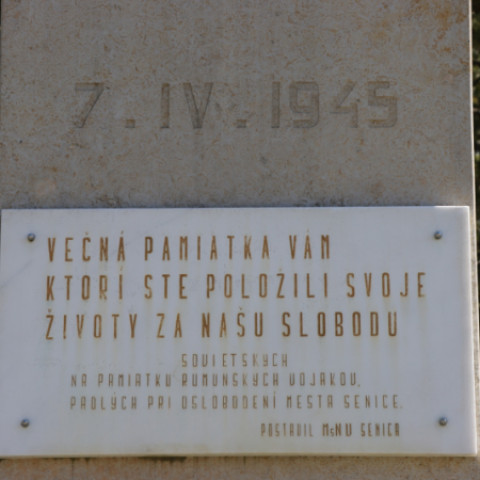 7. IV. 1945
VEČNÁ PAMIATKA VÁM
KTORÍ STE POLOŽILI SVOJE
ŽIVOTY ZA NAŠU SLOBODU
SOVIETSKYCH
NA PAMIATKU RUMUNSKÝCH VOJAKOV,
PADLÝCH PRI OSLOBODENÍ MESTA SENICE.
POSTAVIL MsNV SENICA